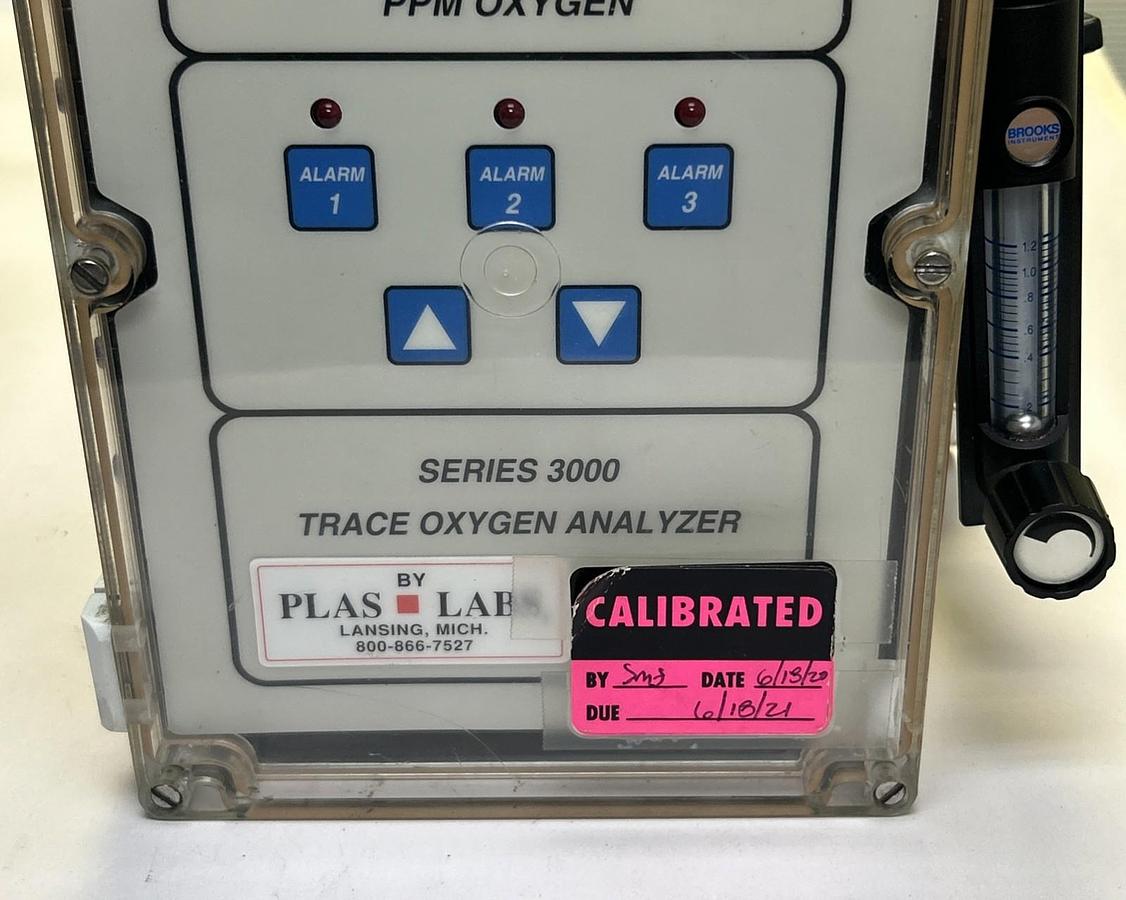 PPM OXYGEN
ALARM
1
ALARM
2
ALARM
3
BROOKS
INSTRUMENT
1.2
1.0
.8
.6
.4
.2
SERIES 3000
TRACE OXYGEN ANALYZER
BY
PLAS LABS
LANSING, MICH.
800-866-7527
CALIBRATED
BY DATE 6/18/20
DUE 6/18/21